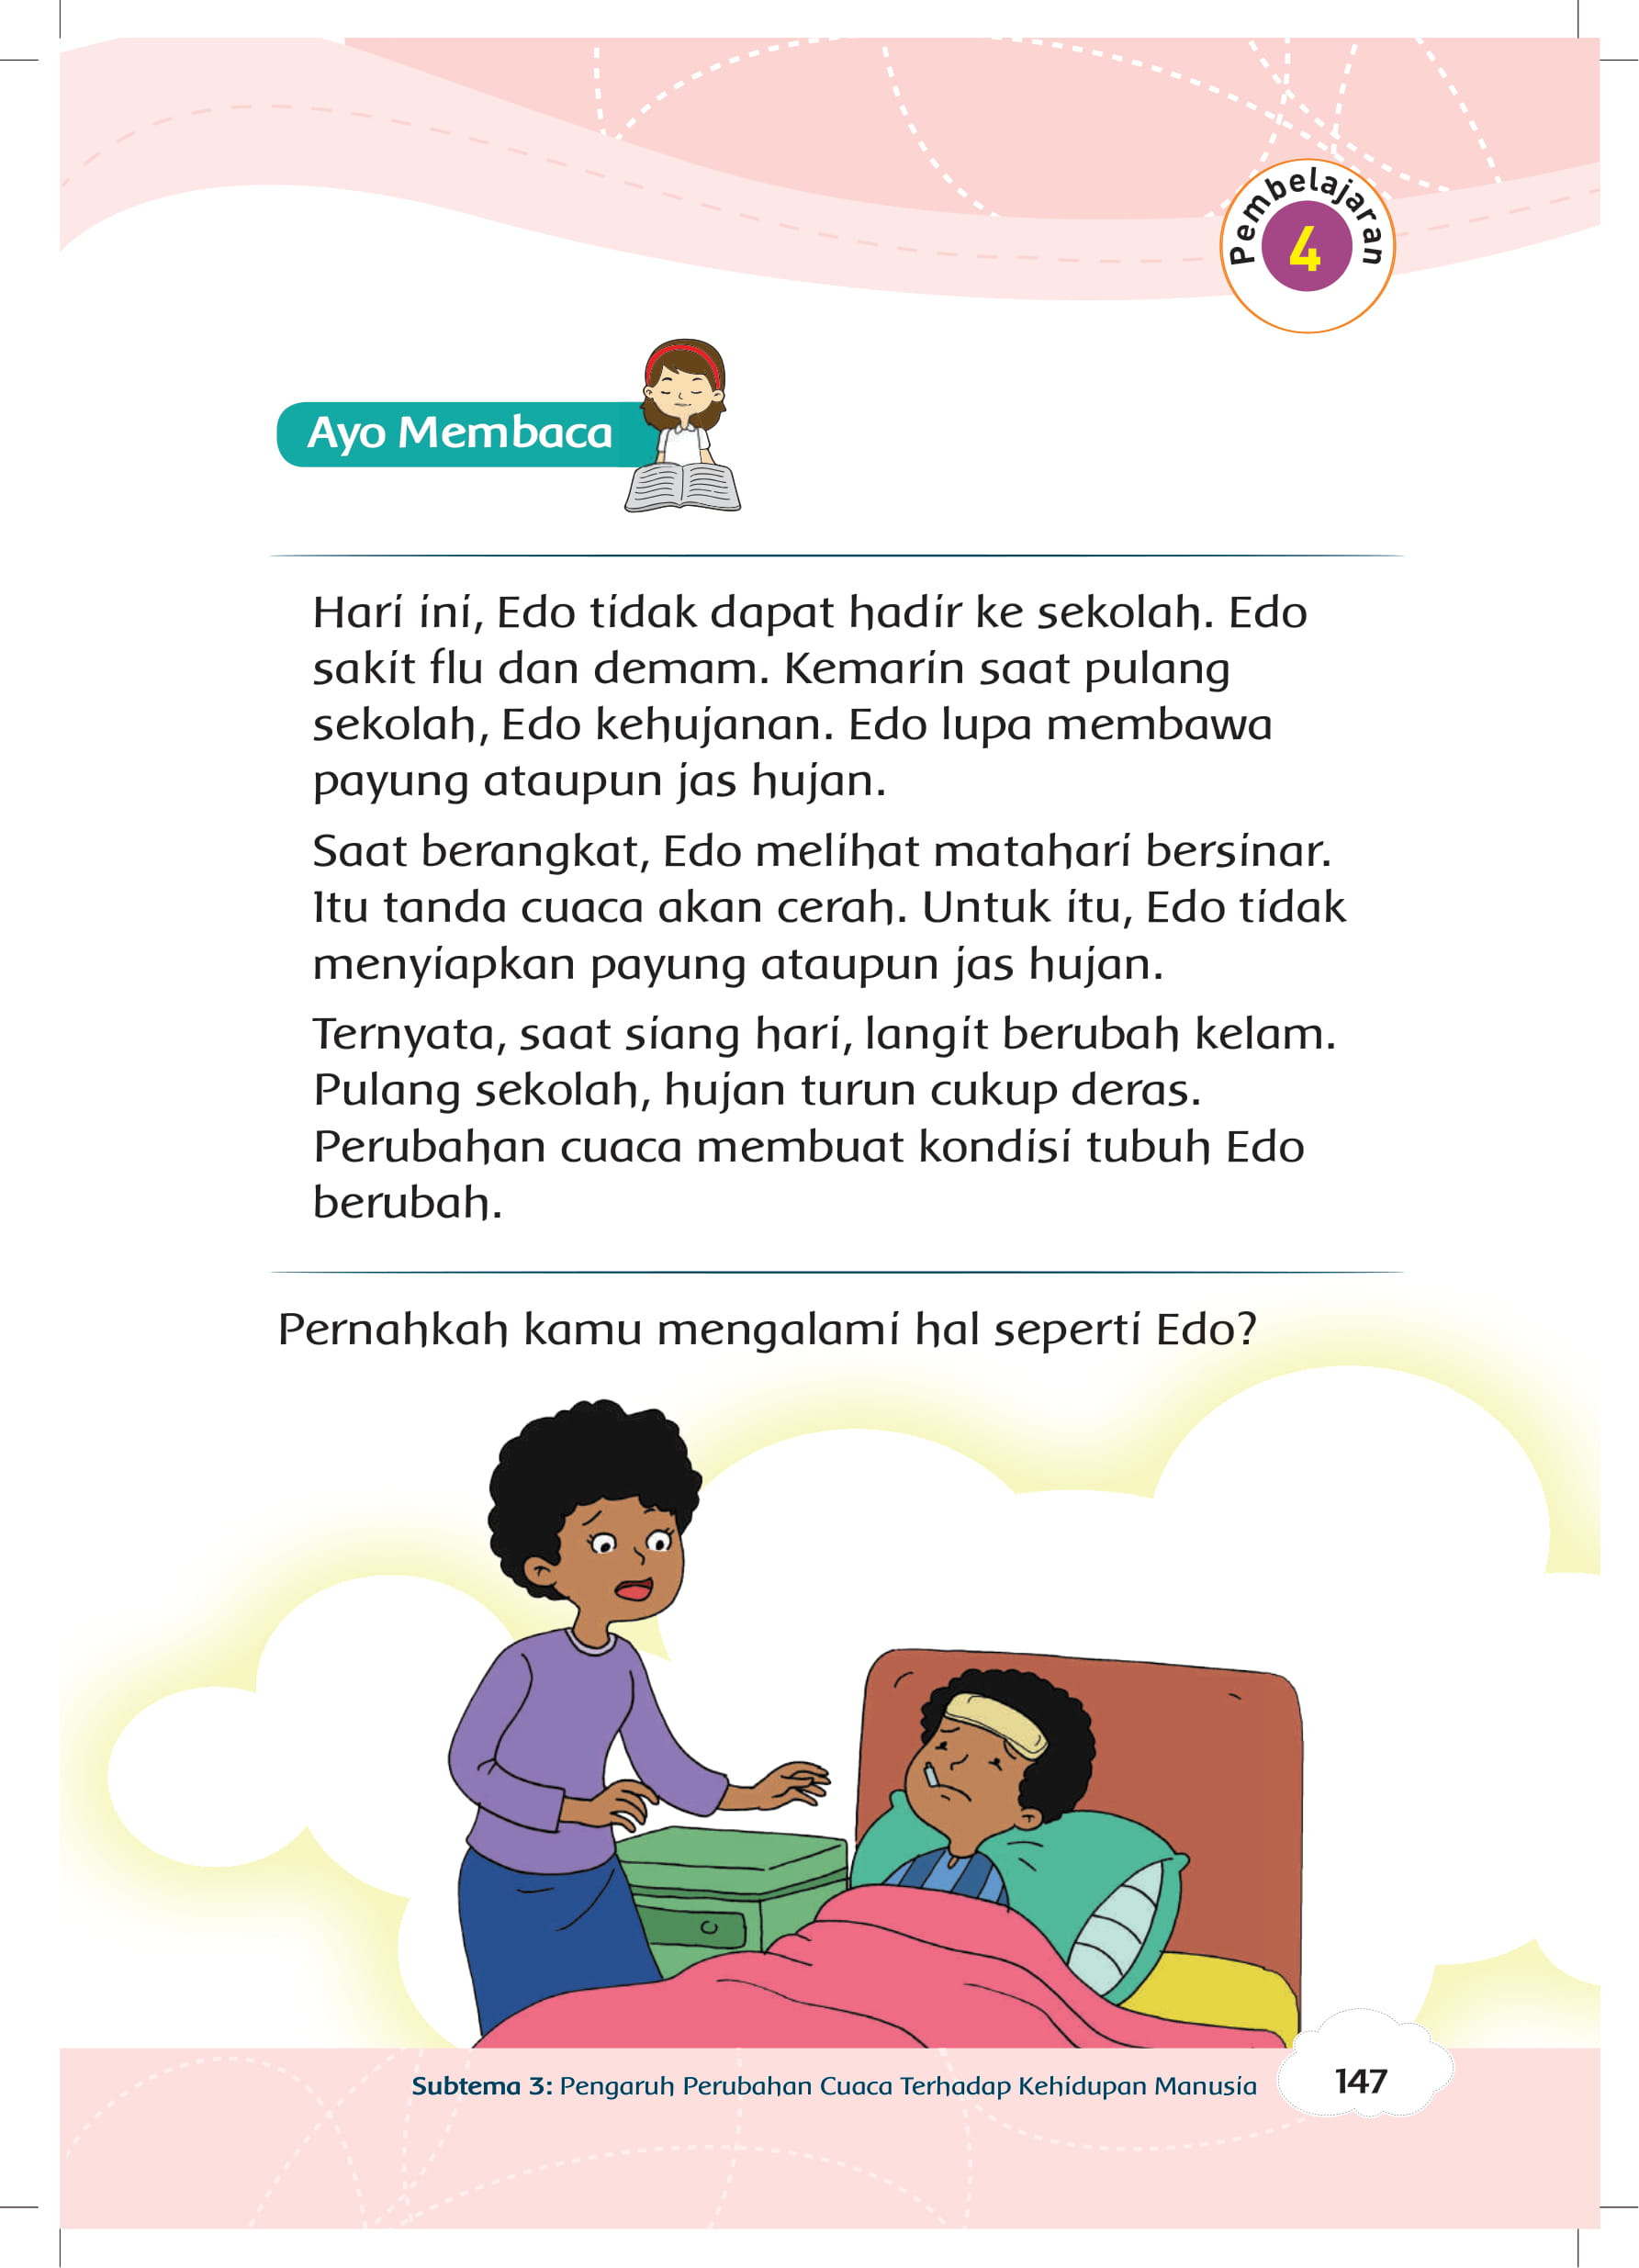 Pembelajaran
4
Ayo Membaca
Hari ini, Edo tidak dapat hadir ke sekolah. Edo
sakit flu dan demam. Kemarin saat pulang
sekolah, Edo kehujanan. Edo lupa membawa
payung ataupun jas hujan.
Saat berangkat, Edo melihat matahari bersinar.
Itu tanda cuaca akan cerah. Untuk itu, Edo tidak
menyiapkan payung ataupun jas hujan.
Ternyata, saat siang hari, langit berubah kelam.
Pulang sekolah, hujan turun cukup deras.
Perubahan cuaca membuat kondisi tubuh Edo
berubah.
Pernahkah kamu mengalami hal seperti Edo?
Subtema 3: Pengaruh Perubahan Cuaca Terhadap Kehidupan Manusia
147